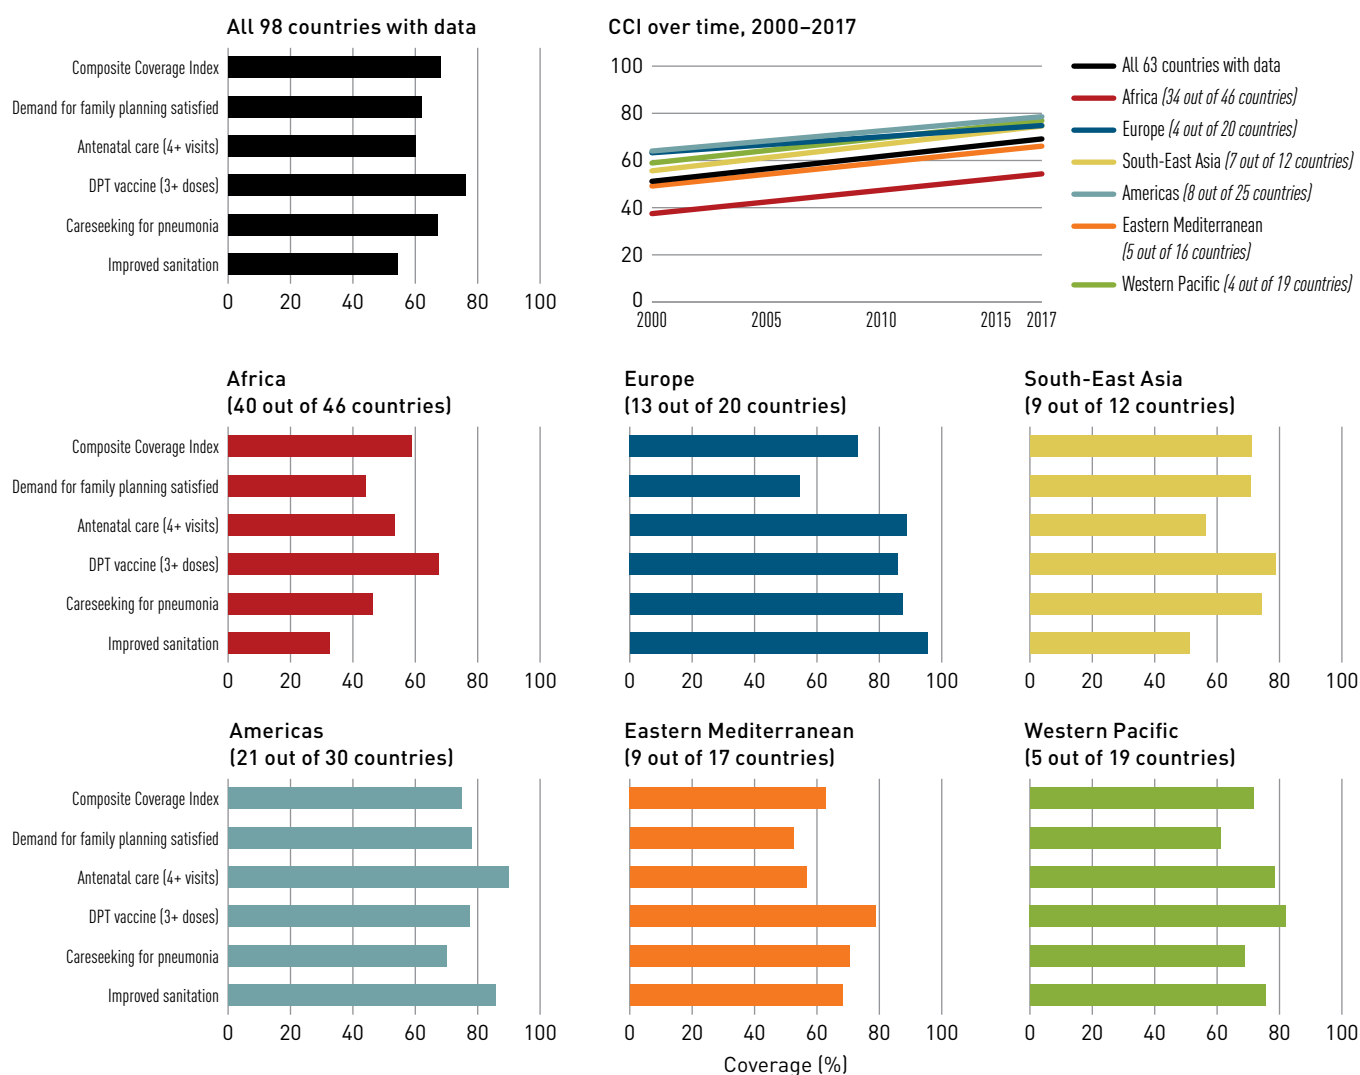 All 98 countries with data
Composite Coverage Index
Demand for family planning satisfied
Antenatal care (4+ visits)
DPT vaccine (3+ doses)
Careseeking for pneumonia
Improved sanitation
0 20 40 60 80 100
CCI over time, 2000–2017
100
80
60
40
20
0
2000 2005 2010 2015 2017
All 63 countries with data
Africa (34 out of 46 countries)
Europe (4 out of 20 countries)
South-East Asia (7 out of 12 countries)
Americas (8 out of 25 countries)
Eastern Mediterranean
(5 out of 16 countries)
Western Pacific (4 out of 19 countries)
Africa
(40 out of 46 countries)
Composite Coverage Index
Demand for family planning satisfied
Antenatal care (4+ visits)
DPT vaccine (3+ doses)
Careseeking for pneumonia
Improved sanitation
0 20 40 60 80 100
Europe
(13 out of 20 countries)
0 20 40 60 80 100
South-East Asia
(9 out of 12 countries)
0 20 40 60 80 100
Americas
(21 out of 30 countries)
Composite Coverage Index
Demand for family planning satisfied
Antenatal care (4+ visits)
DPT vaccine (3+ doses)
Careseeking for pneumonia
Improved sanitation
0 20 40 60 80 100
Eastern Mediterranean
(9 out of 17 countries)
0 20 40 60 80 100
Western Pacific
(5 out of 19 countries)
0 20 40 60 80 100
Coverage (%)